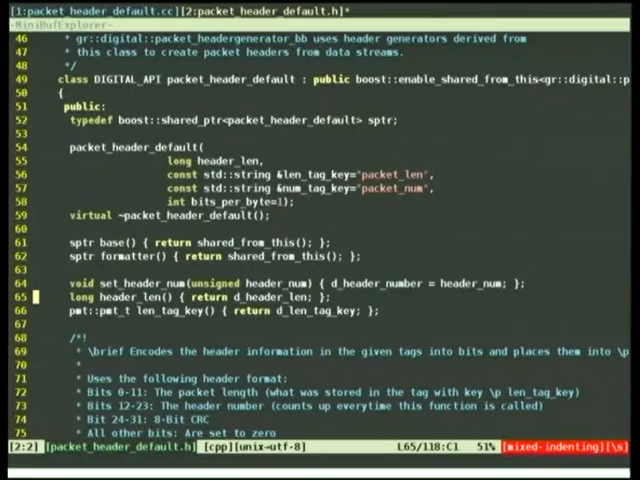 [1:packet_header_default.cc][2:packet_header_default.h]*
-MiniBufExplorer-
46 * gr::digital::packet_headergenerator_bb uses header generators derived from
47 * this class to create packet headers from data streams.
48 */
49 class DIGITAL_API packet_header_default : public boost::enable_shared_from_this<gr::digital::p
50 {
51 public:
52 typedef boost::shared_ptr<packet_header_default> sptr;
53
54 packet_header_default(
55 long header_len,
56 const std::string &len_tag_key="packet_len",
57 const std::string &num_tag_key="packet_num",
58 int bits_per_byte=1);
59 virtual ~packet_header_default();
60
61 sptr base() { return shared_from_this(); };
62 sptr formatter() { return shared_from_this(); };
63
64 void set_header_num(unsigned header_num) { d_header_number = header_num; };
65 long header_len() { return d_header_len; };
66 pmt::pmt_t len_tag_key() { return d_len_tag_key; };
67
68 /*!
69 * \brief Encodes the header information in the given tags into bits and places them into \p
70 *
71 * Uses the following header format:
72 * Bits 0-11: The packet length (what was stored in the tag with key \p len_tag_key)
73 * Bits 12-23: The header number (counts up everytime this function is called)
74 * Bit 24-31: 8-Bit CRC
75 * All other bits: Are set to zero
[2:2] [packet_header_default.h] [cpp][unix→utf-8] L65/118:C1 51% [mixed-indenting][\s]